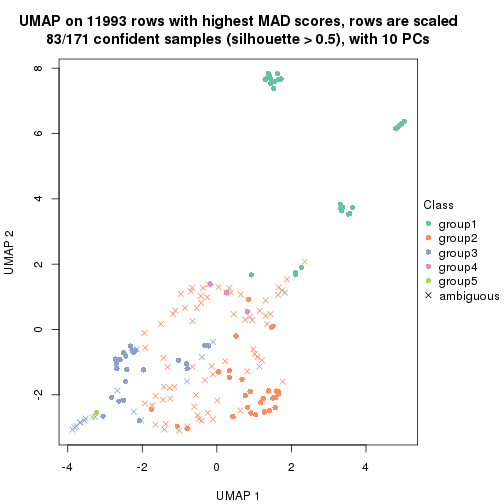 UMAP on 11993 rows with highest MAD scores, rows are scaled
83/171 confident samples (silhouette > 0.5), with 10 PCs
8
6
4
2
0
-2
UMAP 2
-4
-2
0
2
4
UMAP 1
Class
group1
group2
group3
group4
group5
ambiguous